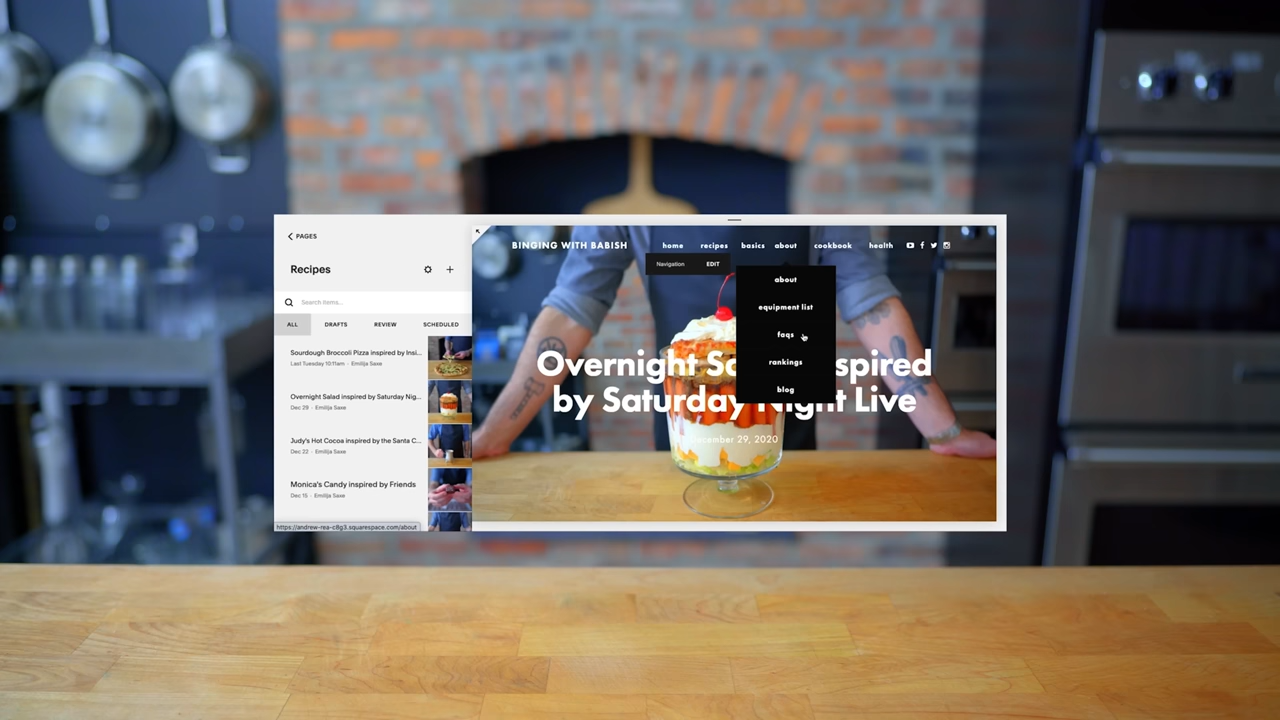 PAGES
Recipes
Search items...
ALL DRAFTS REVIEW SCHEDULED
Sourdough Broccoli Pizza inspired by Insi...
Last Tuesday 10:11am · Emilija Saxe
Overnight Salad inspired by Saturday Nig...
Dec 29 · Emilija Saxe
Judy's Hot Cocoa inspired by the Santa C...
Dec 22 · Emilija Saxe
Monica's Candy inspired by Friends
Dec 15 · Emilija Saxe
https://andrew-rea-c8g3.squarespace.com/about
BINGING WITH BABISH home recipes basics about cookbook health
Navigation EDIT
about
equipment list
faqs
rankings
blog
Overnight Sa spired
by Saturday Night Live
December 29, 2020